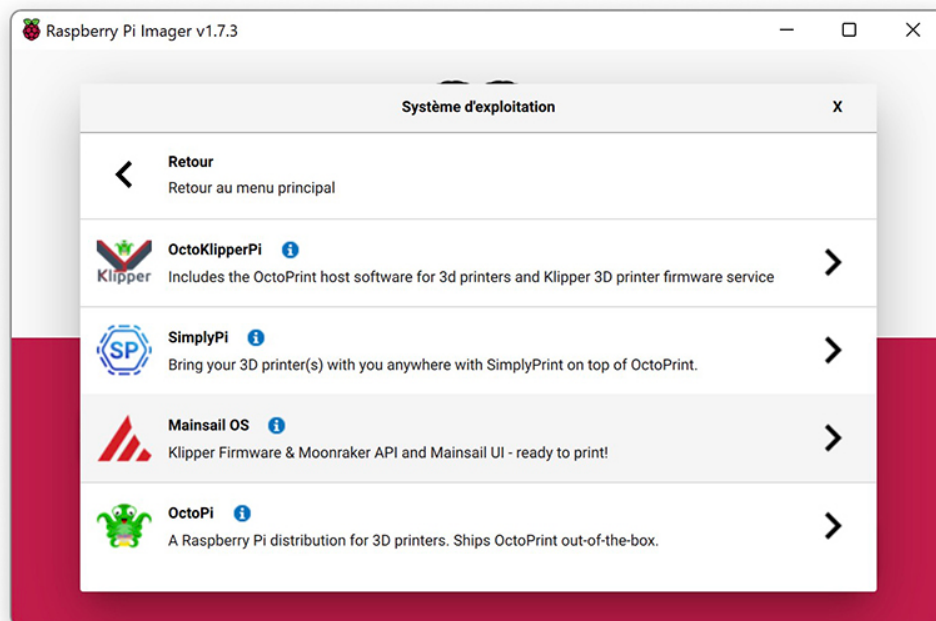 Raspberry Pi Imager v1.7.3
Système d'exploitation
X
Retour
Retour au menu principal
OctoKlipperPi
Klipper
Includes the OctoPrint host software for 3d printers and Klipper 3D printer firmware service
SimplyPi
SP
Bring your 3D printer(s) with you anywhere with SimplyPrint on top of OctoPrint.
Mainsail OS
Klipper Firmware & Moonraker API and Mainsail UI - ready to print!
OctoPi
A Raspberry Pi distribution for 3D printers. Ships OctoPrint out-of-the-box.